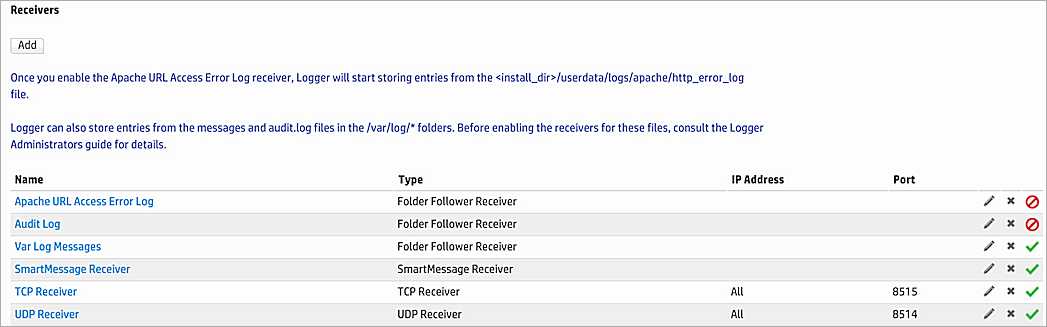 Receivers
Add
Once you enable the Apache URL Access Error Log receiver, Logger will start storing entries from the <install_dir>/userdata/logs/apache/http_error_log
file.
Logger can also store entries from the messages and audit.log files in the /var/log/* folders. Before enabling the receivers for these files, consult the Logger
Administrators guide for details.
Name Type IP Address Port
Apache URL Access Error Log Folder Follower Receiver
Audit Log Folder Follower Receiver
Var Log Messages Folder Follower Receiver
SmartMessage Receiver SmartMessage Receiver
TCP Receiver TCP Receiver All 8515
UDP Receiver UDP Receiver All 8514